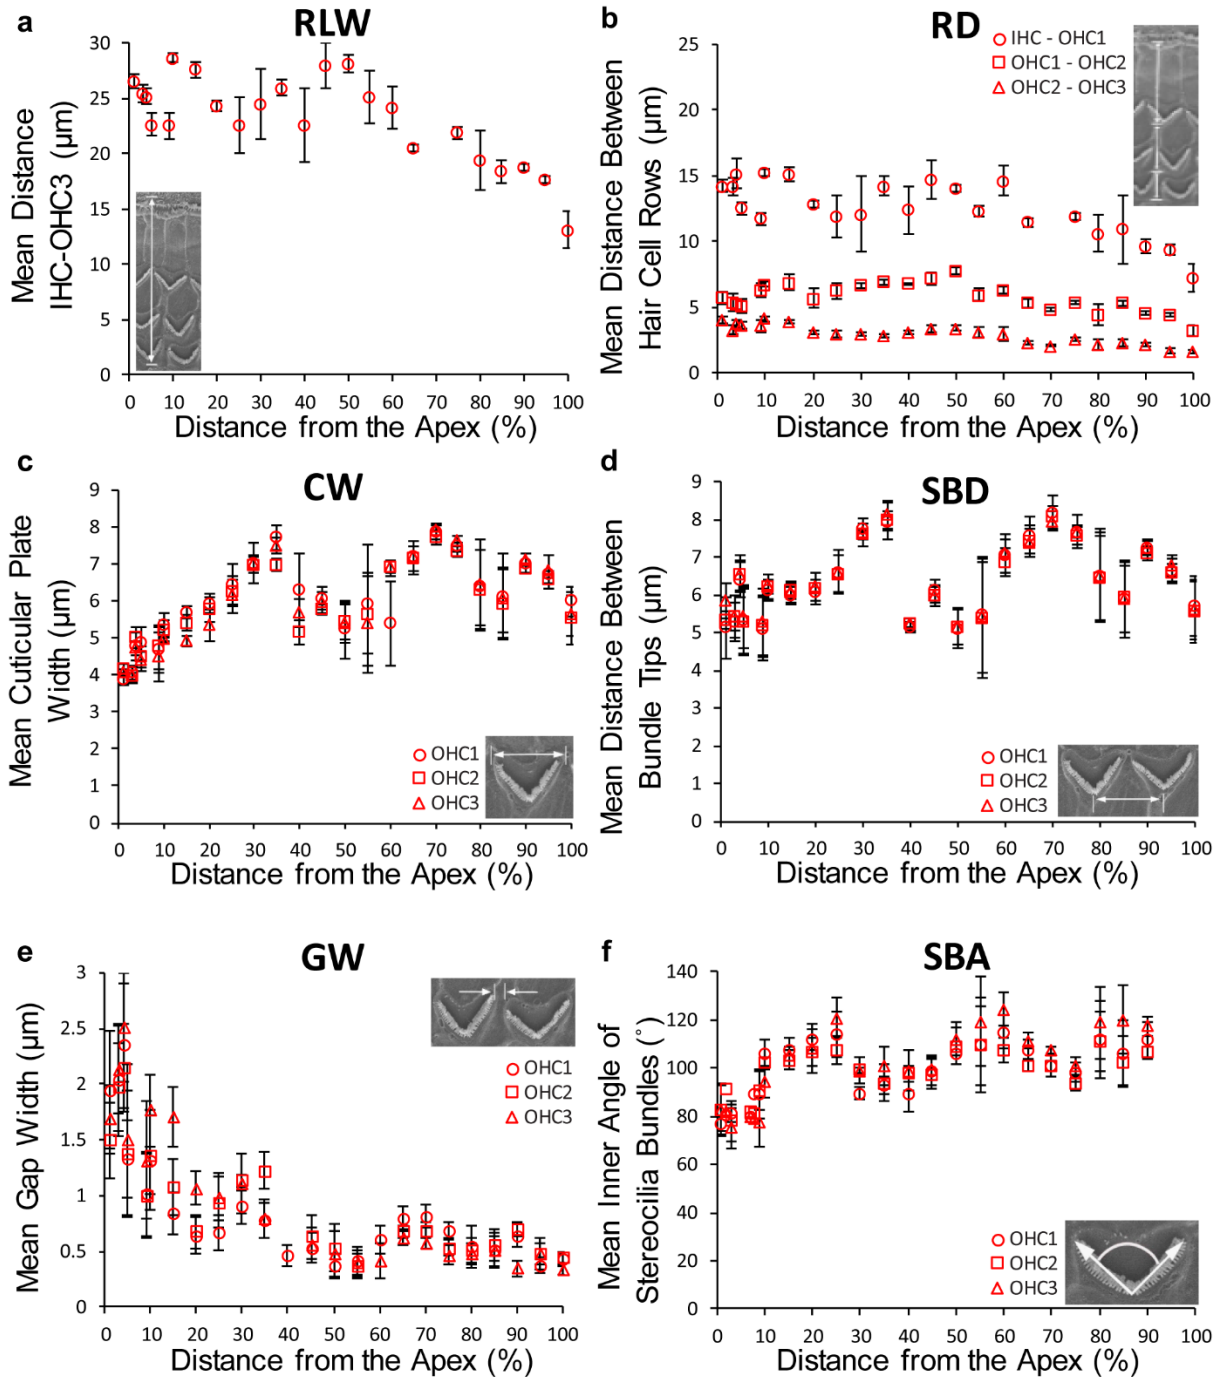 a
RLW
Mean Distance
IHC-OHC3 (µm)
30
25
20
15
10
5
0
0 10 20 30 40 50 60 70 80 90 100
Distance from the Apex (%)
b
RD
Mean Distance Between
Hair Cell Rows (µm)
IHC - OHC1
OHC1 - OHC2
OHC2 - OHC3
25
20
15
10
5
0
0 10 20 30 40 50 60 70 80 90 100
Distance from the Apex (%)
c
CW
Mean Cuticular Plate
Width (µm)
9
8
7
6
5
4
3
2
1
0
OHC1
OHC2
OHC3
0 10 20 30 40 50 60 70 80 90 100
Distance from the Apex (%)
d
SBD
Mean Distance Between
Bundle Tips (µm)
9
8
7
6
5
4
3
2
1
0
OHC1
OHC2
OHC3
0 10 20 30 40 50 60 70 80 90 100
Distance from the Apex (%)
e
GW
Mean Gap Width (µm)
3
2.5
2
1.5
1
0.5
0
OHC1
OHC2
OHC3
0 10 20 30 40 50 60 70 80 90 100
Distance from the Apex (%)
f
SBA
Mean Inner Angle of
Stereocilia Bundles (°)
140
120
100
80
60
40
20
0
OHC1
OHC2
OHC3
0 10 20 30 40 50 60 70 80 90 100
Distance from the Apex (%)